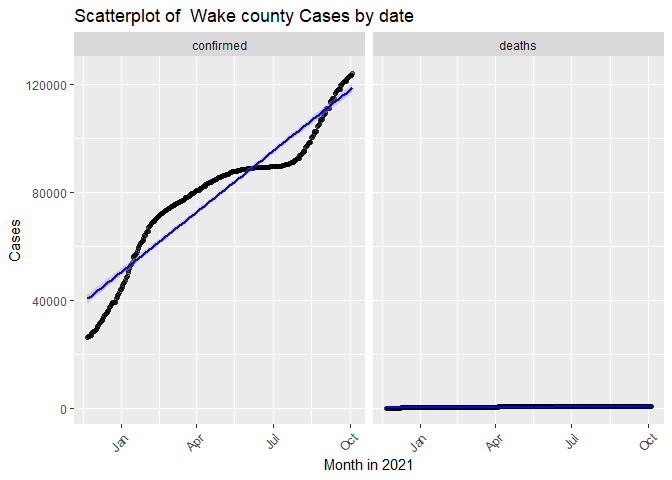 Scatterplot of  Wake county Cases by date
confirmed
deaths
120000
80000
40000
0
Cases
Jan
Apr
Jul
Oct
Jan
Apr
Jul
Oct
Month in 2021